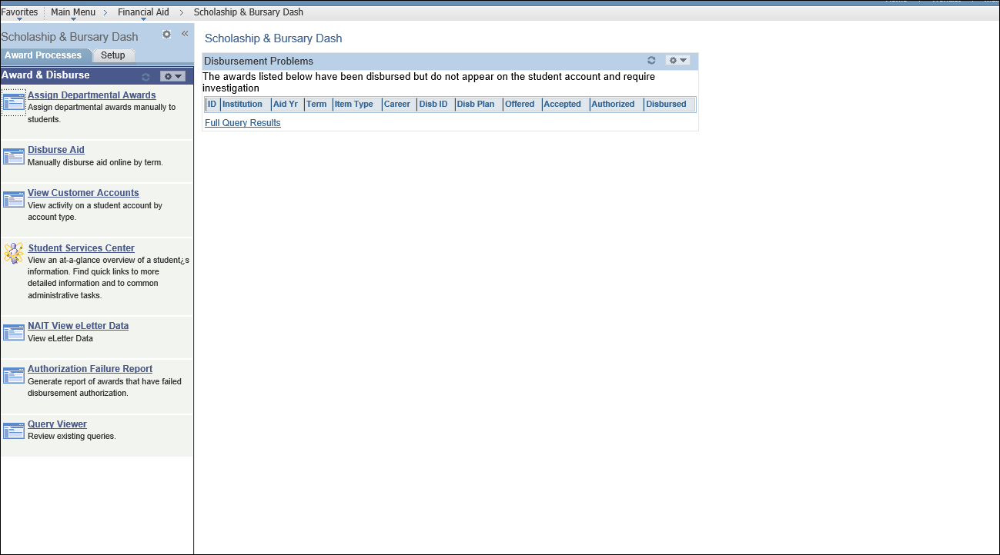 Favorites Main Menu > Financial Aid > Scholaship & Bursary Dash
Scholaship & Bursary Dash «
Award Processes Setup
Award & Disburse
Assign Departmental Awards
Assign departmental awards manually to
students.
Disburse Aid
Manually disburse aid online by term.
View Customer Accounts
View activity on a student account by
account type.
Student Services Center
View an at-a-glance overview of a student¿s
information. Find quick links to more
detailed information and to common
administrative tasks.
NAIT View eLetter Data
View eLetter Data
Authorization Failure Report
Generate report of awards that have failed
disbursement authorization.
Query Viewer
Review existing queries.
Scholaship & Bursary Dash
Disbursement Problems
The awards listed below have been disbursed but do not appear on the student account and require
investigation
ID Institution Aid Yr Term Item Type Career Disb ID Disb Plan Offered Accepted Authorized Disbursed
Full Query Results